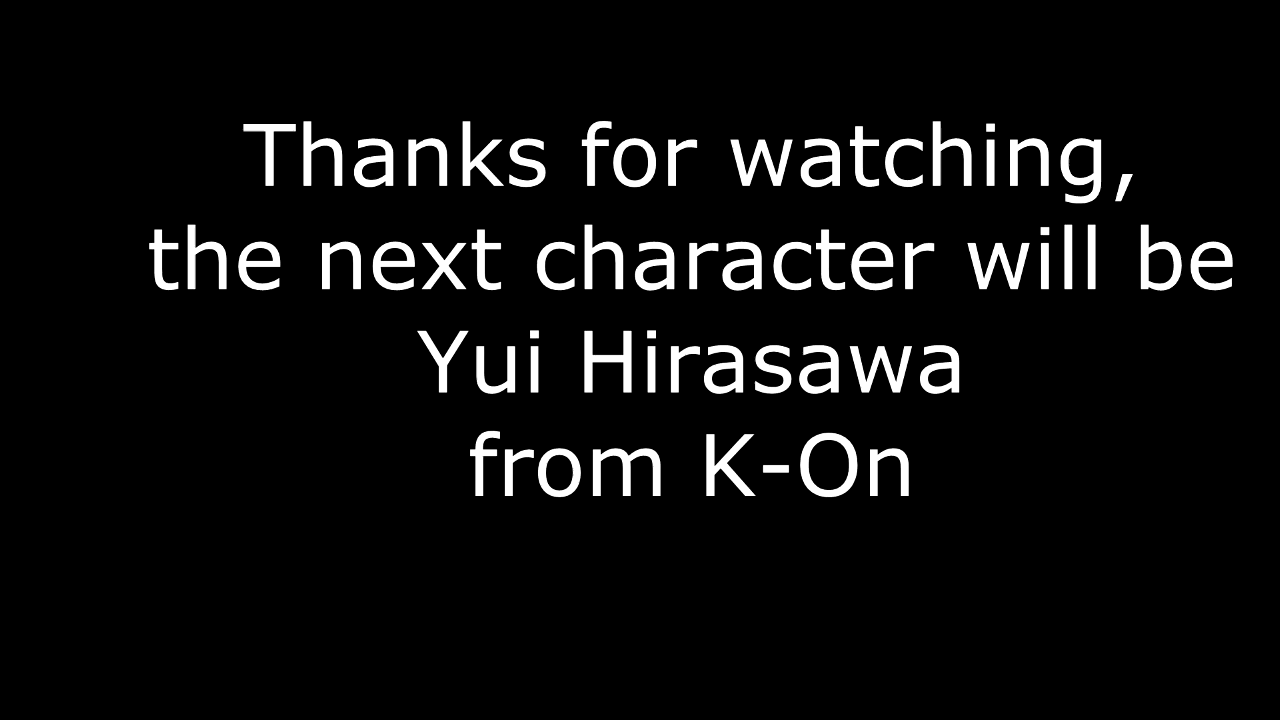 Thanks for watching,
the next character will be
Yui Hirasawa
from K-On